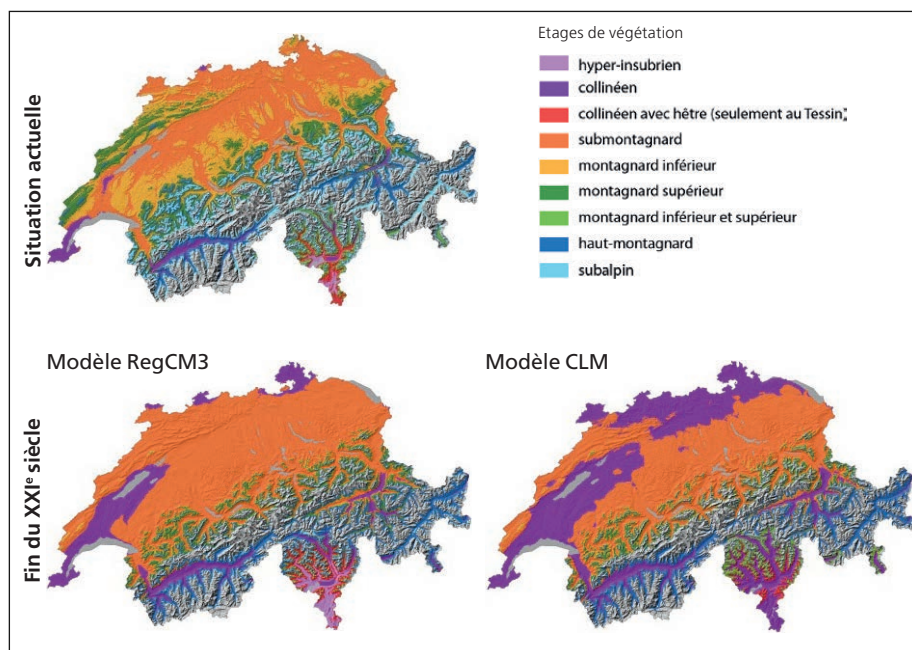 Etages de végétation
hyper-insubrien
collinéen
collinéen avec hêtre (seulement au Tessin)
submontagnard
montagnard inférieur
montagnard supérieur
montagnard inférieur et supérieur
haut-montagnard
subalpin
Situation actuelle
Modèle RegCM3
Modèle CLM
Fin du XXIe siècle